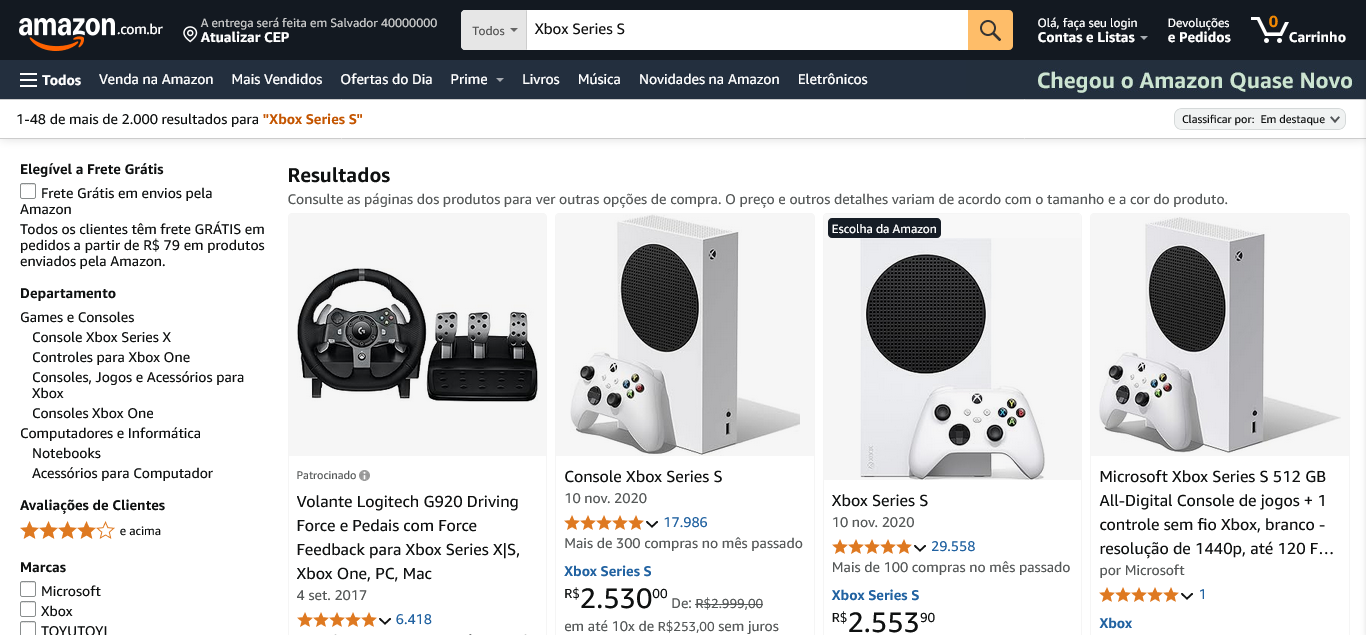 amazon.com.br
A entrega será feita em Salvador 40000000
Atualizar CEP
Todos
Xbox Series S
Olá, faça seu login
Contas e Listas
Devoluções
e Pedidos
0
Carrinho
Todos
Venda na Amazon
Mais Vendidos
Ofertas do Dia
Prime
Livros
Música
Novidades na Amazon
Eletrônicos
Chegou o Amazon Quase Novo
1-48 de mais de 2.000 resultados para "Xbox Series S"
Classificar por: Em destaque
Elegível a Frete Grátis
Frete Grátis em envios pela
Amazon
Todos os clientes têm frete GRÁTIS em
pedidos a partir de R$ 79 em produtos
enviados pela Amazon.
Departamento
Games e Consoles
Console Xbox Series X
Controles para Xbox One
Consoles, Jogos e Acessórios para
Xbox
Consoles Xbox One
Computadores e Informática
Notebooks
Acessórios para Computador
Avaliações de Clientes
e acima
Marcas
Microsoft
Xbox
TOYUTOYI
Resultados
Consulte as páginas dos produtos para ver outras opções de compra. O preço e outros detalhes variam de acordo com o tamanho e a cor do produto.
Patrocinado
Volante Logitech G920 Driving
Force e Pedais com Force
Feedback para Xbox Series X|S,
Xbox One, PC, Mac
4 set. 2017
6.418
Console Xbox Series S
10 nov. 2020
17.986
Mais de 300 compras no mês passado
Xbox Series S
R$2.53000 De: R$2.999,00
em até 10x de R$253,00 sem juros
Escolha da Amazon
Xbox Series S
10 nov. 2020
29.558
Mais de 100 compras no mês passado
Xbox Series S
R$2.55390
Microsoft Xbox Series S 512 GB
All-Digital Console de jogos + 1
controle sem fio Xbox, branco -
resolução de 1440p, até 120 F…
por Microsoft
1
Xbox